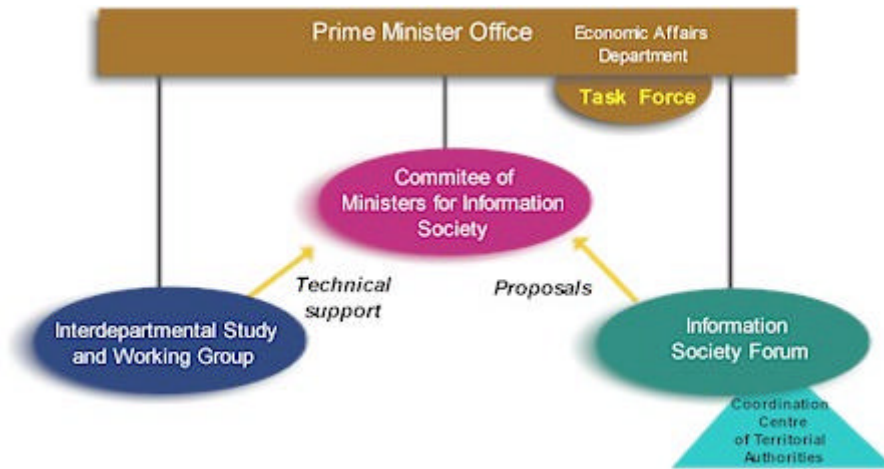 Prime Minister Office
Economic Affairs
Department
Task Force
Commitee of
Ministers for Information
Society
Technical
support
Proposals
Interdepartmental Study
and Working Group
Information
Society Forum
Coordination
Centre
of Territorial
Authorities